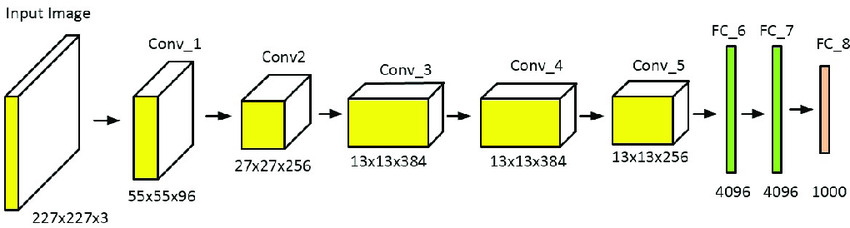 Input Image
Conv_1
Conv2
Conv_3
Conv_4
Conv_5
FC_6
FC_7
FC_8
227x227x3
55x55x96
27x27x256
13x13x384
13x13x384
13x13x256
4096
4096
1000